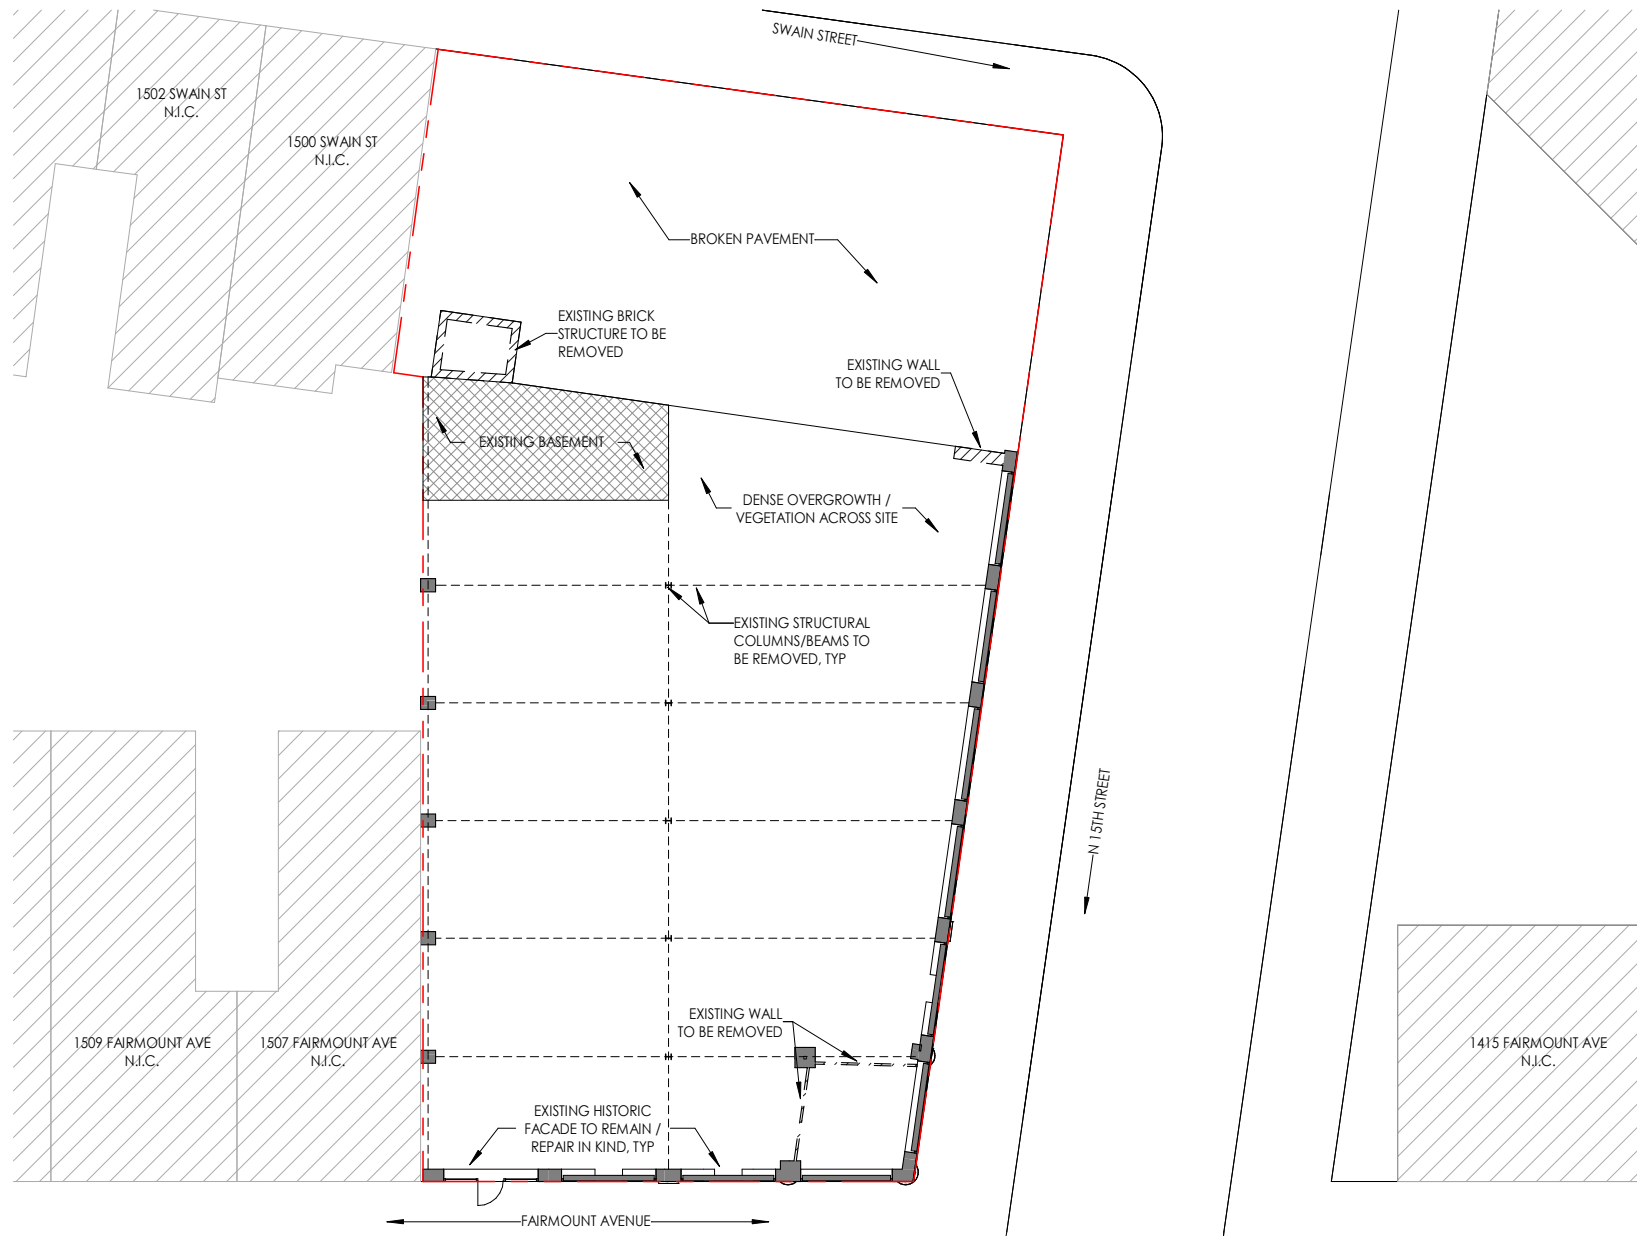 SWAIN STREET
1502 SWAIN ST
N.I.C.
1500 SWAIN ST
N.I.C.
BROKEN PAVEMENT
EXISTING BRICK
STRUCTURE TO BE
REMOVED
EXISTING WALL
TO BE REMOVED
EXISTING BASEMENT
DENSE OVERGROWTH /
VEGETATION ACROSS SITE
EXISTING STRUCTURAL
COLUMNS/BEAMS TO
BE REMOVED, TYP
N 15TH STREET
EXISTING WALL
TO BE REMOVED
1509 FAIRMOUNT AVE
N.I.C.
1507 FAIRMOUNT AVE
N.I.C.
1415 FAIRMOUNT AVE
N.I.C.
EXISTING HISTORIC
FACADE TO REMAIN /
REPAIR IN KIND, TYP
FAIRMOUNT AVENUE